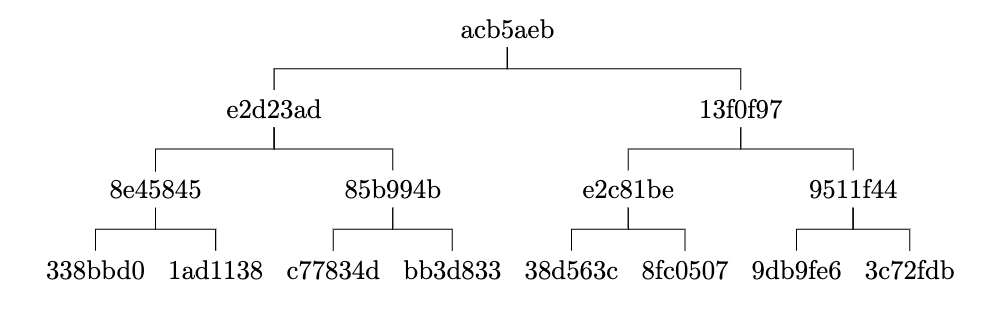 acb5aeb
e2d23ad 13f0f97
8e45845 85b994b e2c81be 9511f44
338bbd0 1ad1138 c77834d bb3d833 38d563c 8fc0507 9db9fe6 3c72fdb